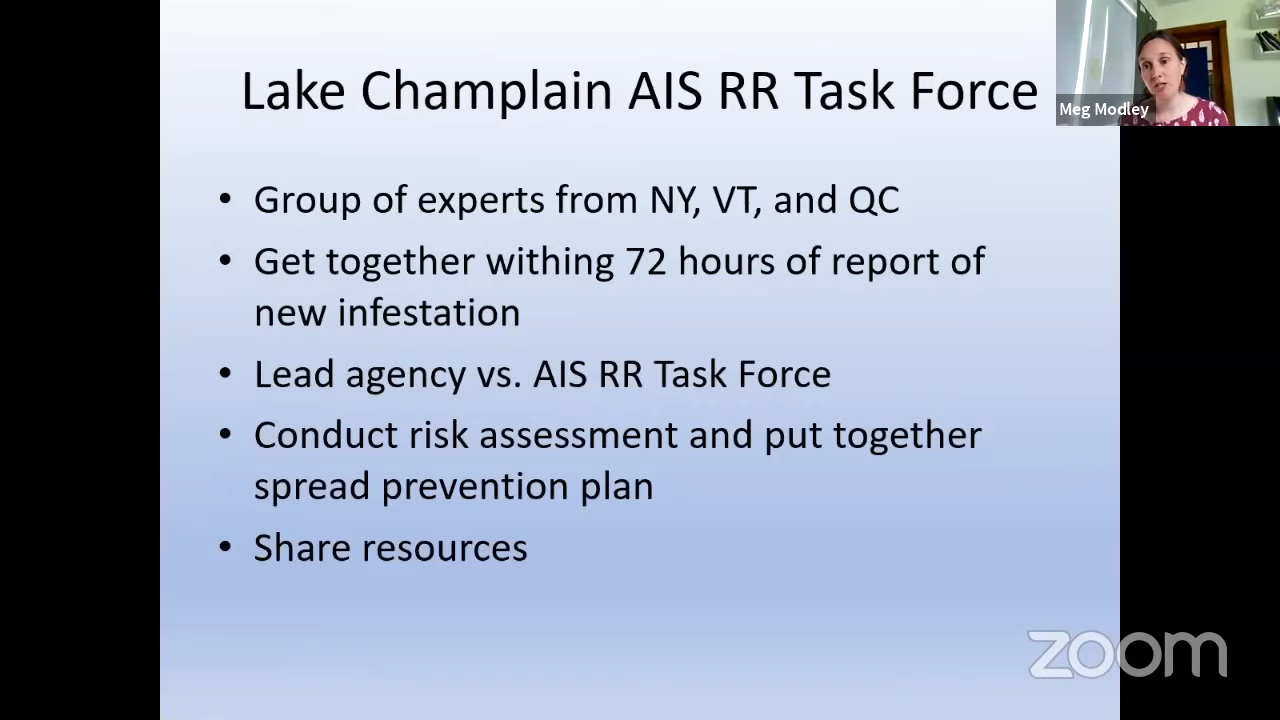 Lake Champlain AIS RR Task Force
Meg Modley
• Group of experts from NY, VT, and QC
• Get together withing 72 hours of report of
new infestation
• Lead agency vs. AIS RR Task Force
• Conduct risk assessment and put together
spread prevention plan
• Share resources
zoom